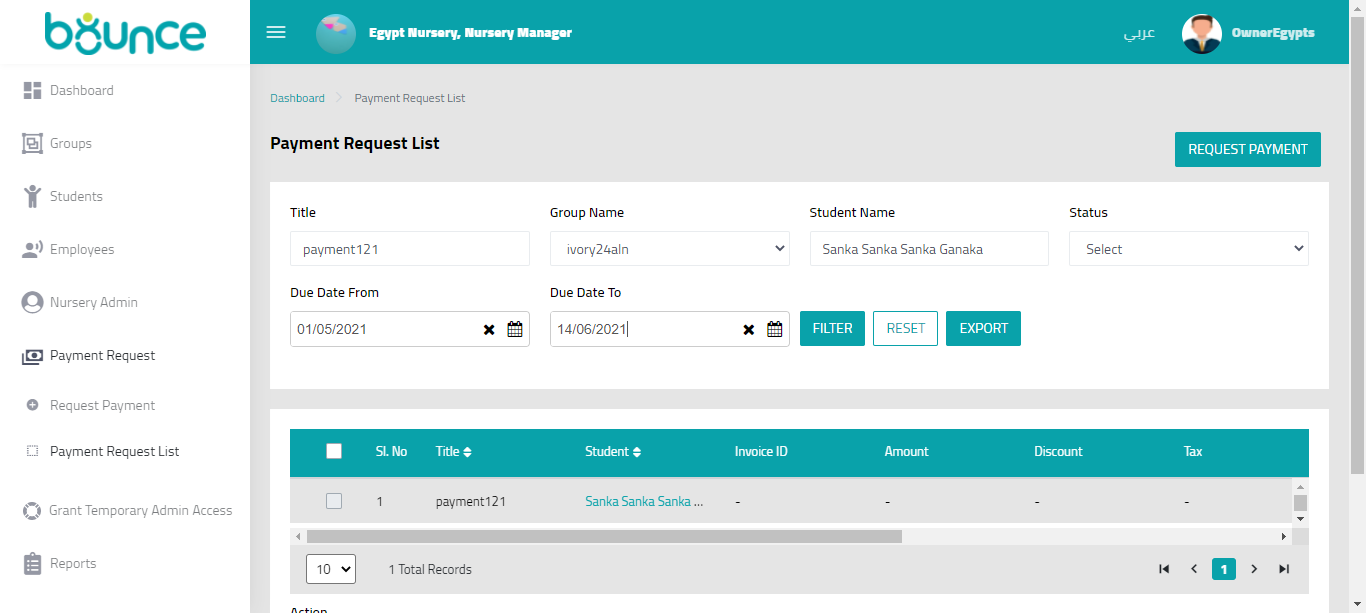 bounce
Egypt Nursery, Nursery Manager
عربي
OwnerEgypts
Dashboard
Groups
Students
Employees
Nursery Admin
Payment Request
Request Payment
Payment Request List
Grant Temporary Admin Access
Reports
Dashboard
Payment Request List
Payment Request List
REQUEST PAYMENT
Title
Group Name
Student Name
Status
payment121
ivory24aln
Sanka Sanka Sanka Ganaka
Select
Due Date From
Due Date To
01/05/2021
14/06/2021
FILTER
RESET
EXPORT
Sl. No Title Student Invoice ID Amount Discount Tax
1 payment121 Sanka Sanka Sanka ... - - - -
10
1 Total Records
1
Action